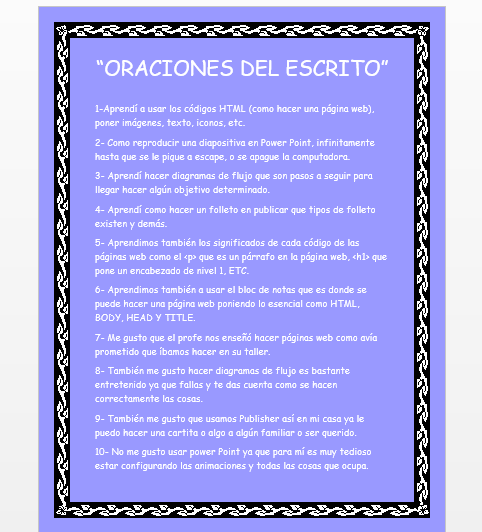 “ORACIONES DEL ESCRITO”
1-Aprendí a usar los códigos HTML (como hacer una página web),
poner imágenes, texto, iconos, etc.
2- Como reproducir una diapositiva en Power Point, infinitamente
hasta que se le pique a escape, o se apague la computadora.
3- Aprendí hacer diagramas de flujo que son pasos a seguir para
llegar hacer algún objetivo determinado.
4- Aprendí como hacer un folleto en publicar que tipos de folleto
existen y demás.
5- Aprendimos también los significados de cada código de las
páginas web como el <p> que es un párrafo en la página web, <h1> que
pone un encabezado de nivel 1, ETC.
6- Aprendimos también a usar el bloc de notas que es donde se
puede hacer una página web poniendo lo esencial como HTML,
BODY, HEAD Y TITLE.
7- Me gusto que el profe nos enseñó hacer páginas web como avía
prometido que íbamos hacer en su taller.
8- También me gusto hacer diagramas de flujo es bastante
entretenido ya que fallas y te das cuenta como se hacen
correctamente las cosas.
9- También me gusto que usamos Publisher así en mi casa ya le
puedo hacer una cartita o algo a algún familiar o ser querido.
10- No me gusto usar power Point ya que para mí es muy tedioso
estar configurando las animaciones y todas las cosas que ocupa.